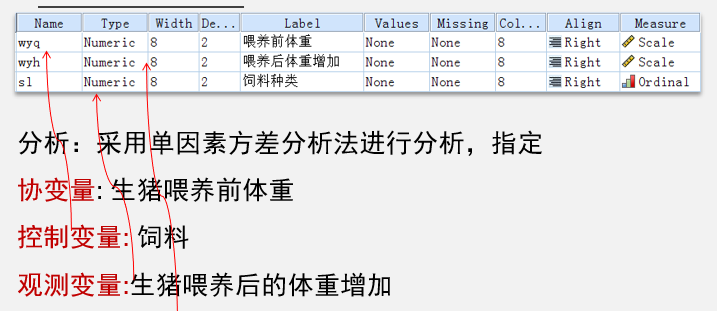 Name Type Width De... Label Values Missing Col... Align Measure
wyq Numeric 8 2 喂养前体重 None None 8 Right Scale
wyh Numeric 8 2 喂养后体重增加 None None 8 Right Scale
sl Numeric 8 2 饲料种类 None None 8 Right Ordinal
分析：采用单因素方差分析法进行分析，指定
协变量: 生猪喂养前体重
控制变量: 饲料
观测变量:生猪喂养后的体重增加